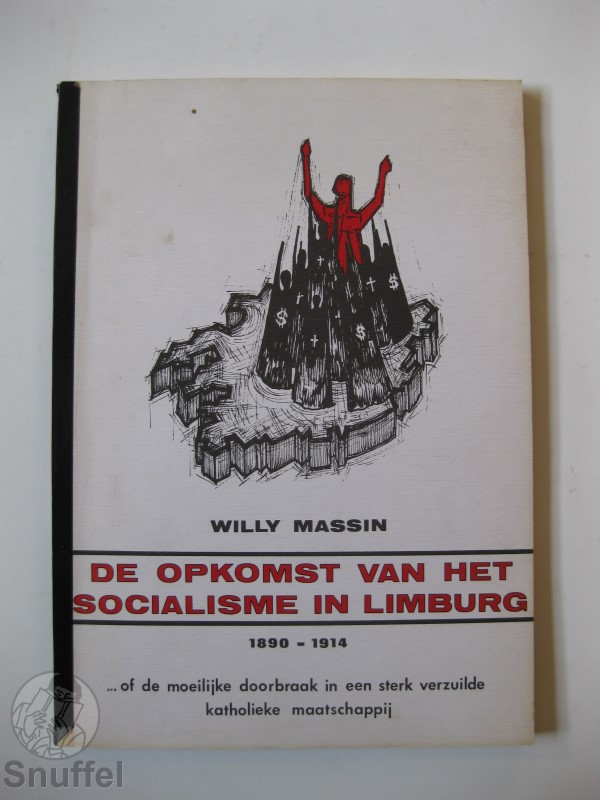 $
$
$
WILLY MASSIN
DE OPKOMST VAN HET
SOCIALISME IN LIMBURG
1890 - 1914
...of de moeilijke doorbraak in een sterk verzuilde
katholieke maatschappij
Snuffel